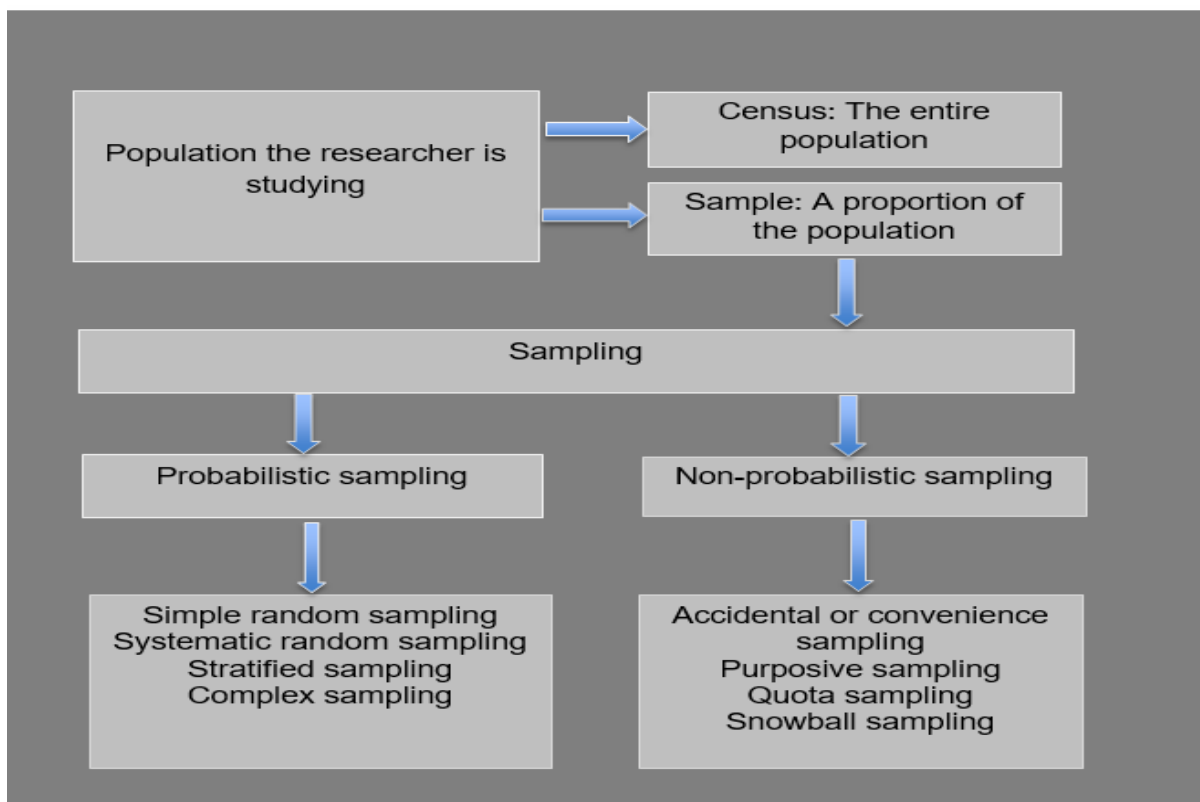 Population the researcher is
studying
Census: The entire
population
Sample: A proportion of
the population
Sampling
Probabilistic sampling
Non-probabilistic sampling
Simple random sampling
Systematic random sampling
Stratified sampling
Complex sampling
Accidental or convenience
sampling
Purposive sampling
Quota sampling
Snowball sampling